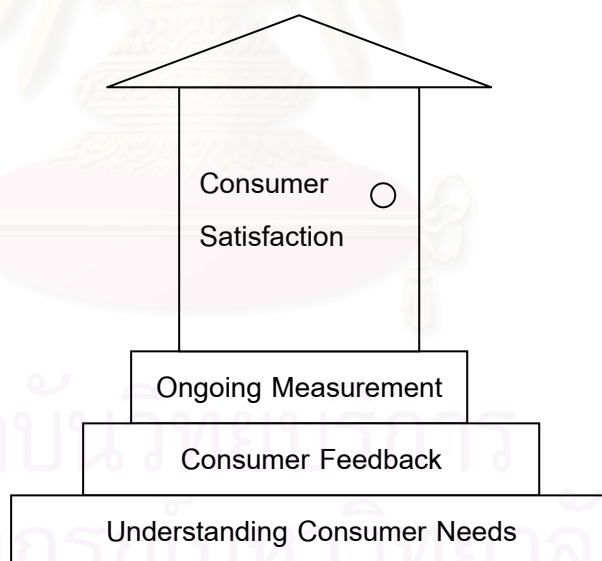 Consumer
Satisfaction
Ongoing Measurement
Consumer Feedback
Understanding Consumer Needs